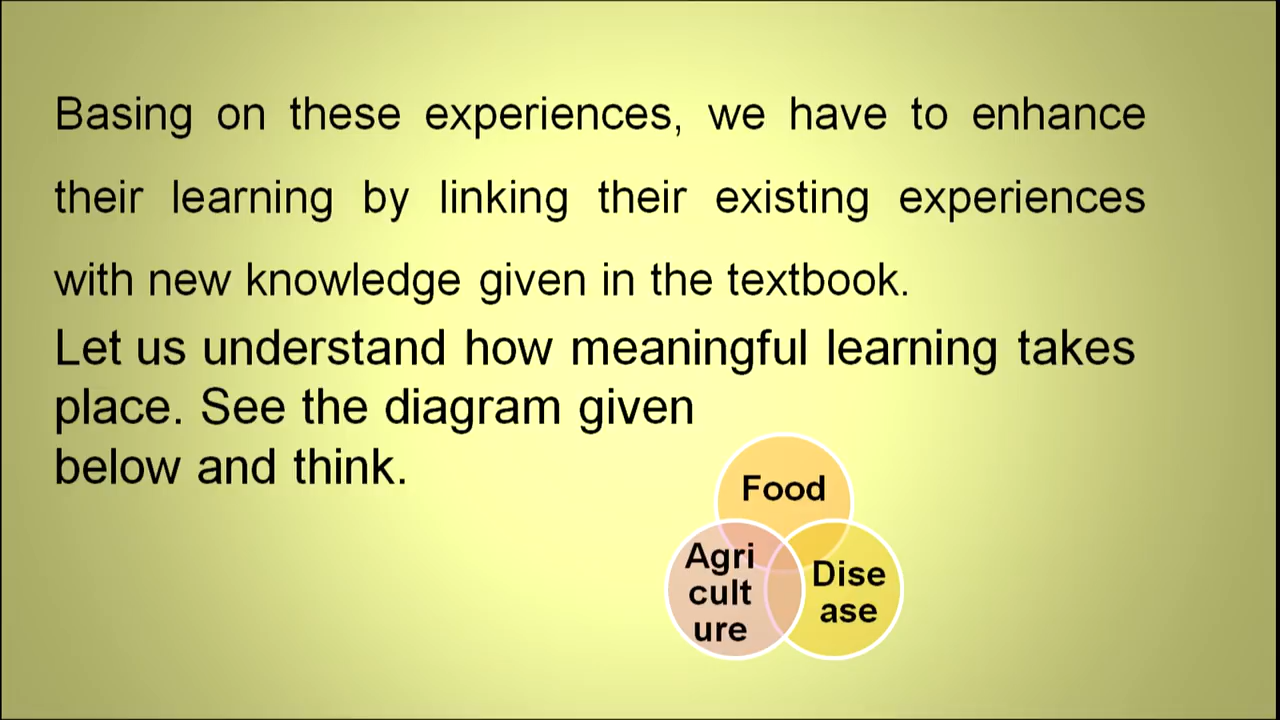 Basing on these experiences, we have to enhance
their learning by linking their existing experiences
with new knowledge given in the textbook.
Let us understand how meaningful learning takes
place. See the diagram given
below and think.
Food
Agri
cult
ure
Dise
ase